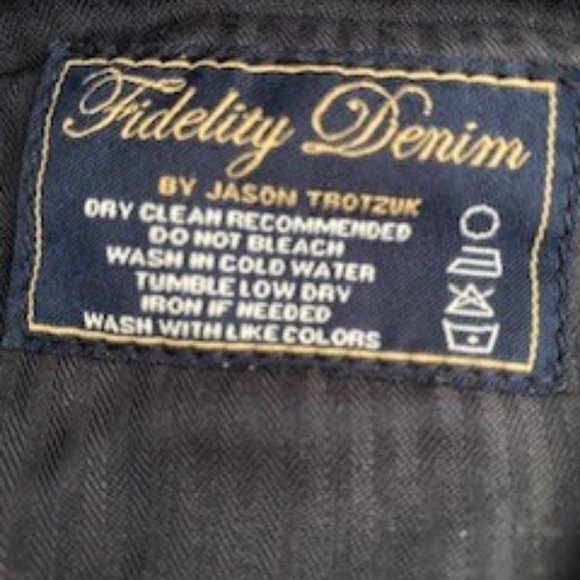 Fidelity Denim
BY JASON TROTZUK
DRY CLEAN RECOMMENDED
DO NOT BLEACH
WASH IN COLD WATER
TUMBLE LOW DRY
IRON IF NEEDED
WASH WITH LIKE COLORS